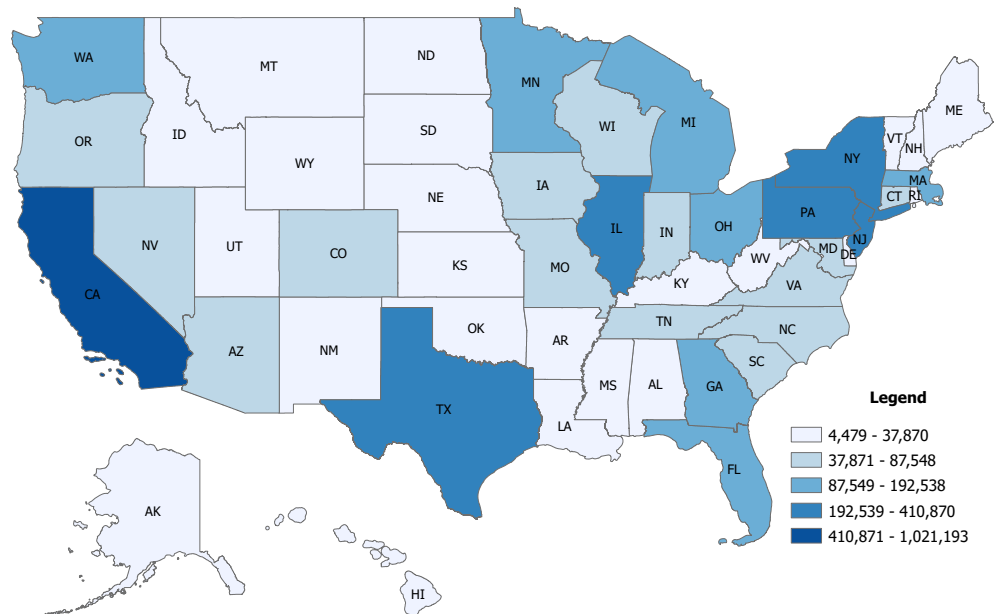 WA
MT
ND
MN
ME
OR
ID
SD
WI
MI
VT
NH
NY
WY
MA
IA
NE
CT
RI
PA
NV
UT
CO
IL
IN
OH
NJ
MD
DE
WV
KS
MO
KY
VA
CA
TN
NC
OK
AZ
NM
AR
SC
MS
AL
GA
TX
LA
FL
AK
HI
Legend
4,479 - 37,870
37,871 - 87,548
87,549 - 192,538
192,539 - 410,870
410,871 - 1,021,193